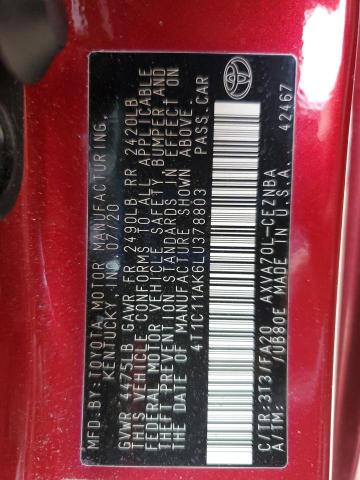 MFD. BY: TOYOTA MOTOR MANUFACTURING,
KENTUCKY, INC. 07/20
GVWR 4475LB GAWR FR 2490LB RR 2420LB
THIS VEHICLE CONFORMS TO ALL APPLICABLE
FEDERAL MOTOR VEHICLE SAFETY, BUMPER AND
THEFT PREVENTION STANDARDS IN EFFECT ON
THE DATE OF MANUFACTURE SHOWN ABOVE.
4T1C11AK6LU378803 PASS.CAR
C/TR: 3T3/FA20 AXVA70L-CEZNBA
A/TM: /UB80E MADE IN U.S.A.
42467
TOYOTA